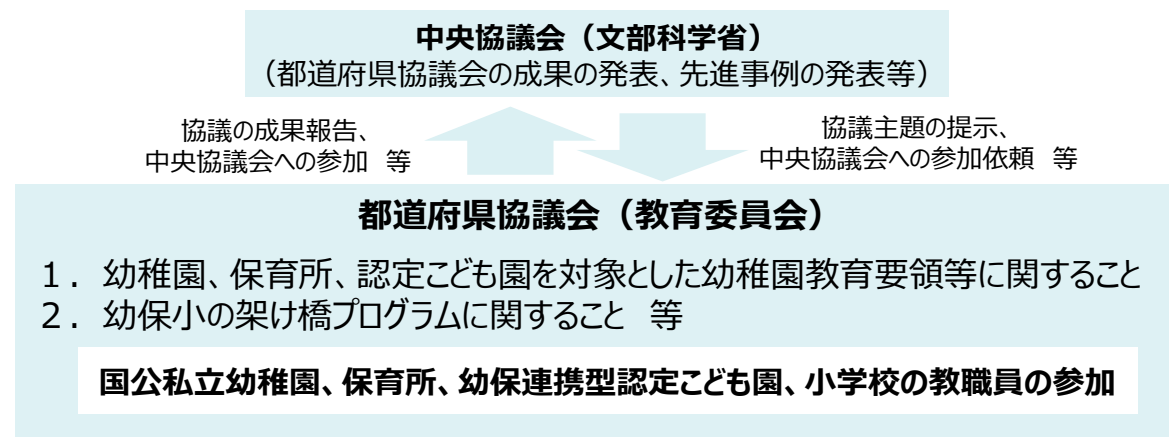 中央協議会（文部科学省）
（都道府県協議会の成果の発表、先進事例の発表等）
協議の成果報告、
中央協議会への参加　等
協議主題の提示、
中央協議会への参加依頼　等
都道府県協議会（教育委員会）
１．幼稚園、保育所、認定こども園を対象とした幼稚園教育要領等に関すること
２．幼保小の架け橋プログラムに関すること　等
国公私立幼稚園、保育所、幼保連携型認定こども園、小学校の教職員の参加